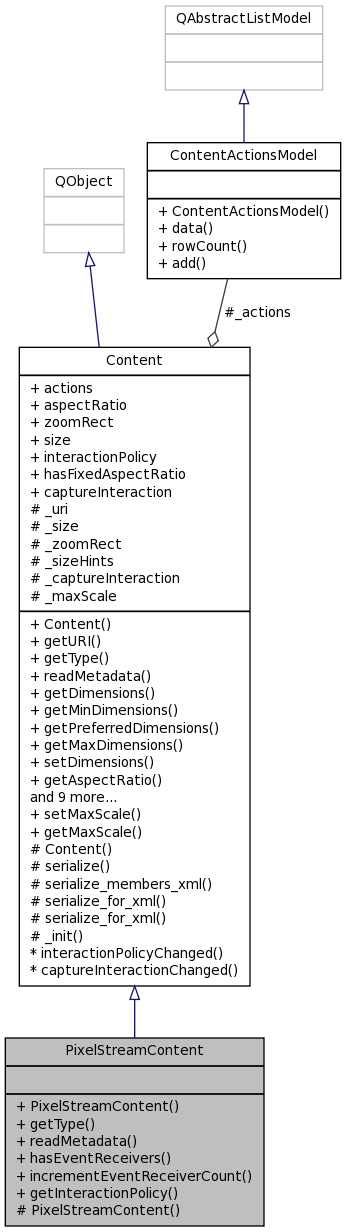 QAbstractListModel
ContentActionsModel
+ ContentActionsModel()
+ data()
+ rowCount()
+ add()
QObject
#_actions
Content
+ actions
+ aspectRatio
+ zoomRect
+ size
+ interactionPolicy
+ hasFixedAspectRatio
+ captureInteraction
# _uri
# _size
# _zoomRect
# _sizeHints
# _captureInteraction
# _maxScale
+ Content()
+ getURI()
+ getType()
+ readMetadata()
+ getDimensions()
+ getMinDimensions()
+ getPreferredDimensions()
+ getMaxDimensions()
+ setDimensions()
+ getAspectRatio()
and 9 more...
+ setMaxScale()
+ getMaxScale()
# Content()
# serialize()
# serialize_members_xml()
# serialize_for_xml()
# serialize_for_xml()
# _init()
* interactionPolicyChanged()
* captureInteractionChanged()
PixelStreamContent
+ PixelStreamContent()
+ getType()
+ readMetadata()
+ hasEventReceivers()
+ incrementEventReceiverCount()
+ getInteractionPolicy()
# PixelStreamContent()